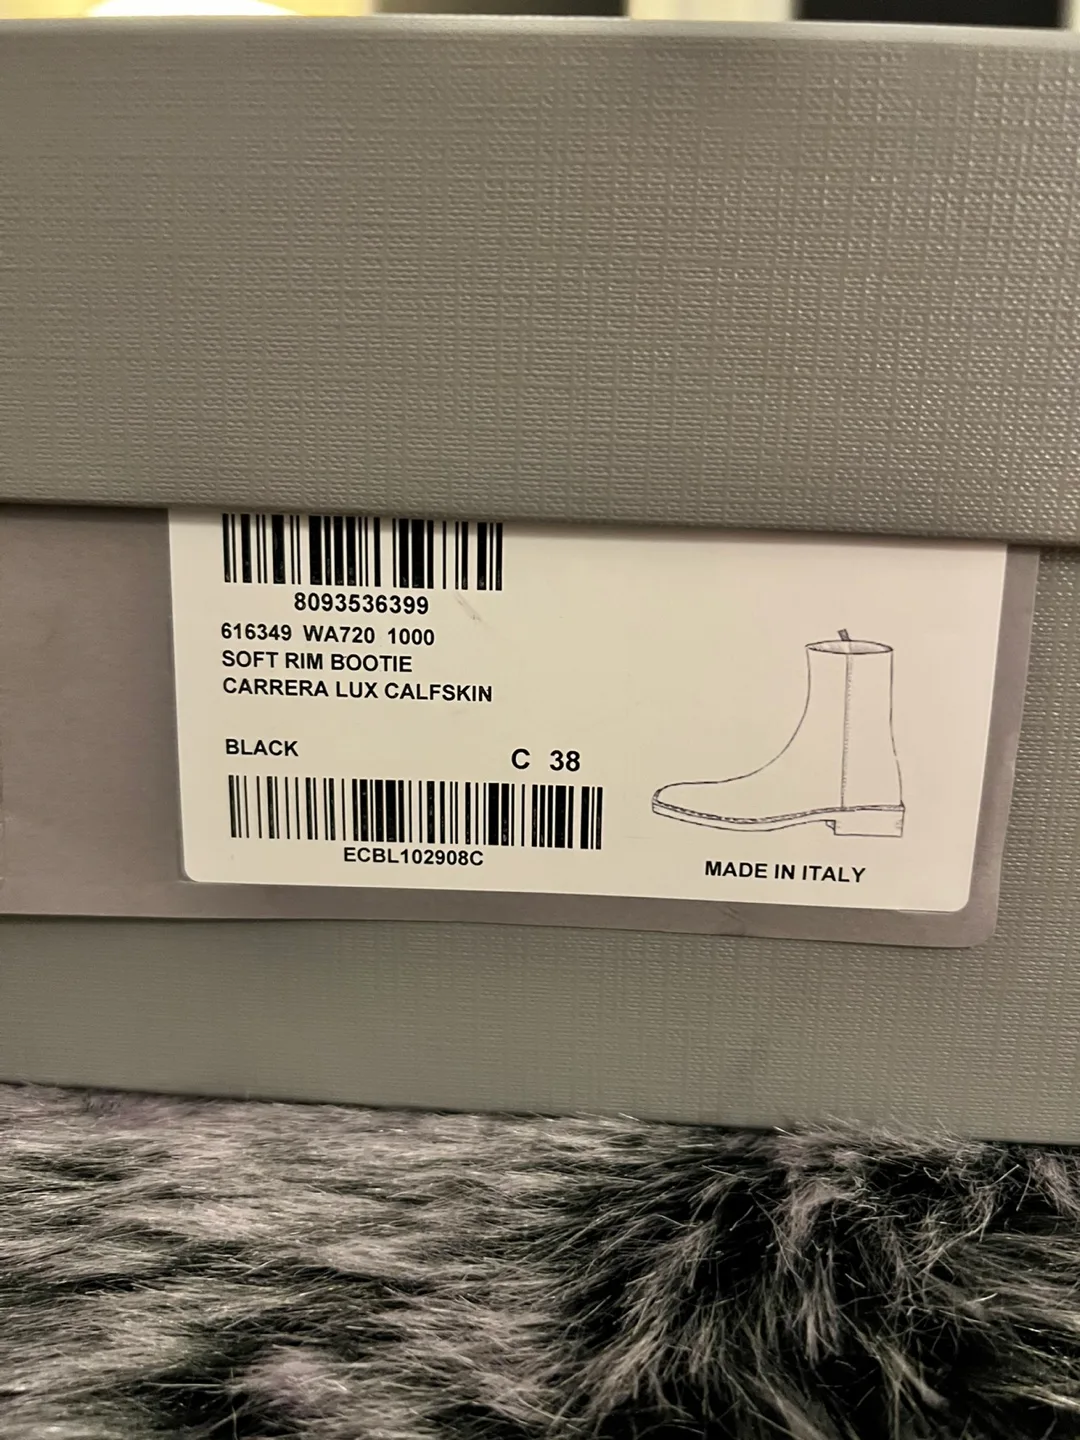 8093536399
616349 WA720 1000
SOFT RIM BOOTIE
CARRERA LUX CALFSKIN
BLACK C 38
ECBL102908C
MADE IN ITALY